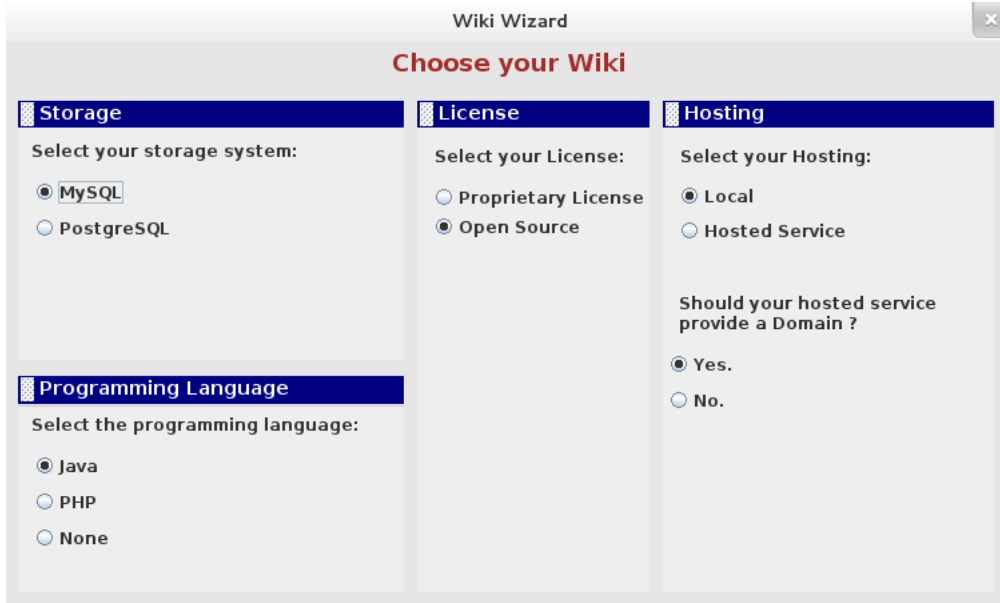 Wiki Wizard
Choose your Wiki
Storage
Select your storage system:
MySQL
PostgreSQL
Programming Language
Select the programming language:
Java
PHP
None
License
Select your License:
Proprietary License
Open Source
Hosting
Select your Hosting:
Local
Hosted Service
Should your hosted service
provide a Domain ?
Yes.
No.